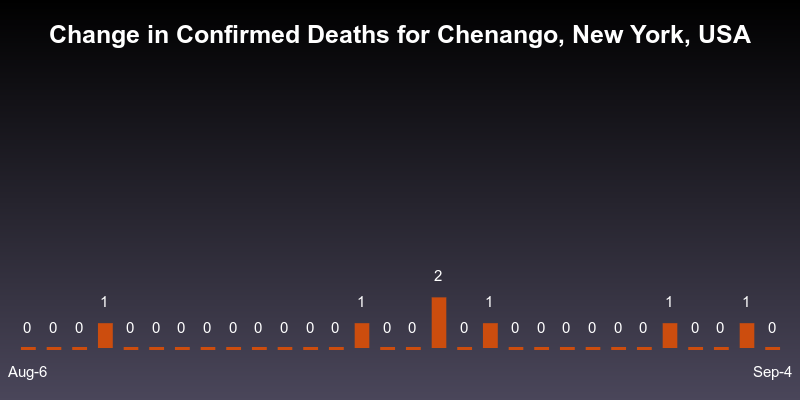 Change in Confirmed Deaths for Chenango, New York, USA
2
1 1 1 1 1
0 0 0 0 0 0 0 0 0 0 0 0 0 0 0 0 0 0 0 0 0 0 0 0
Aug-6 Sep-4